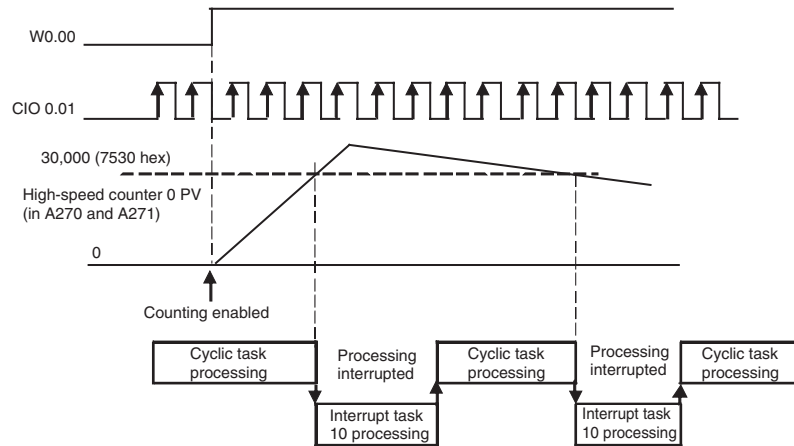 W0.00
CIO 0.01
30,000 (7530 hex)
High-speed counter 0 PV
(in A270 and A271)
0
Counting enabled
Cyclic task
processing
Processing
interrupted
Cyclic task
processing
Processing
interrupted
Cyclic task
processing
Interrupt task
10 processing
Interrupt task
10 processing